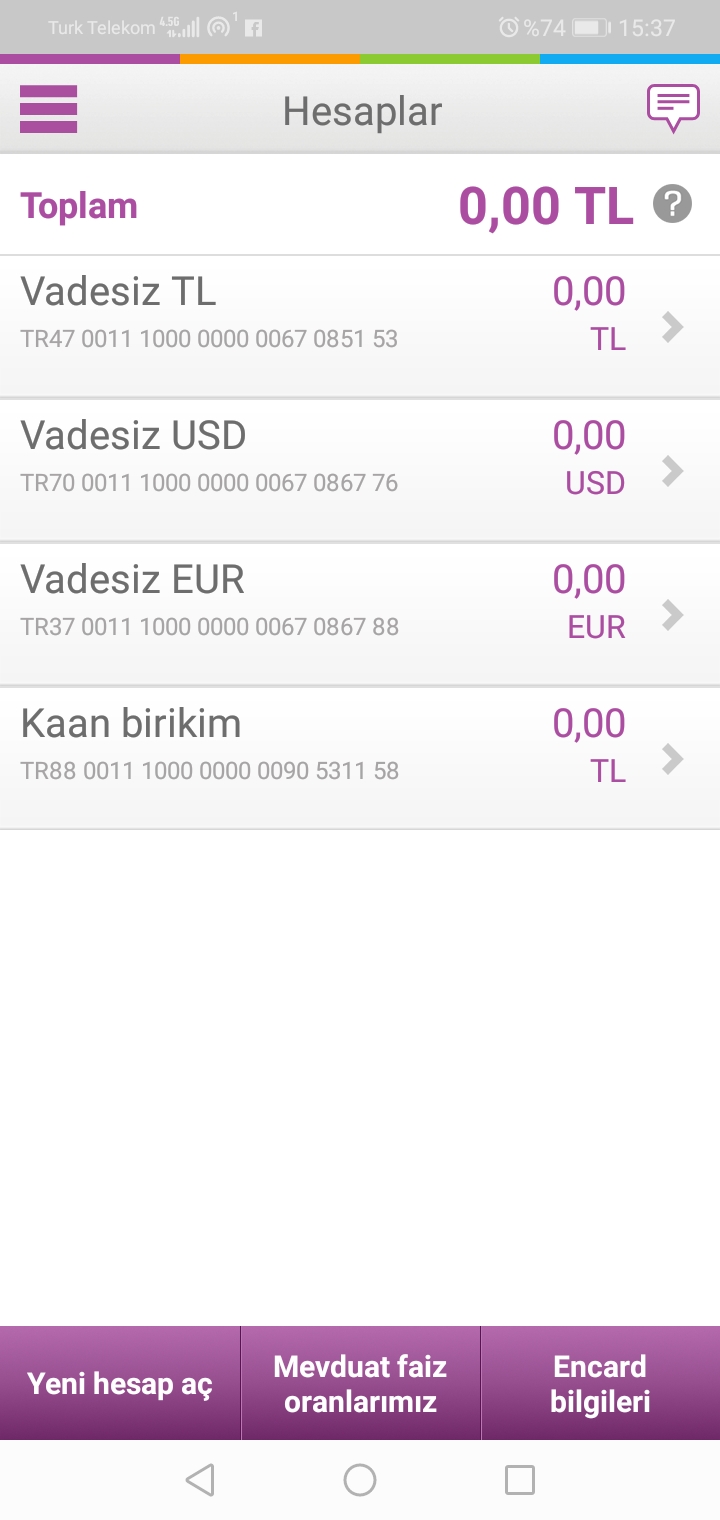 Turk Telekom 4.5G 1 %74 15:37
Hesaplar
Toplam 0,00 TL ?
Vadesiz TL 0,00
TR47 0011 1000 0000 0067 0851 53 TL
Vadesiz USD 0,00
TR70 0011 1000 0000 0067 0867 76 USD
Vadesiz EUR 0,00
TR37 0011 1000 0000 0067 0867 88 EUR
Kaan birikim 0,00
TR88 0011 1000 0000 0090 5311 58 TL
Yeni hesap aç
Mevduat faiz
oranlarımız
Encard
bilgileri